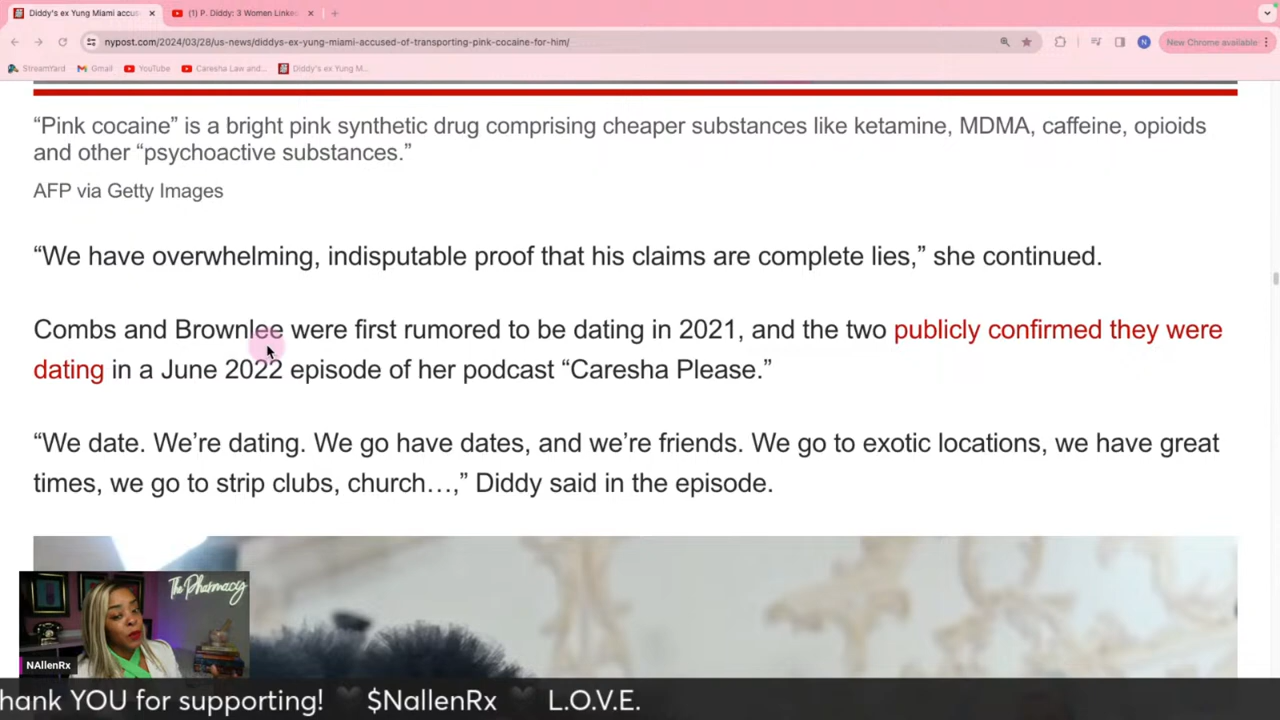 Diddy's ex Yung Miami accus
(1) P. Diddy: 3 Women Linke
nypost.com/2024/03/28/us-news/diddys-ex-yung-miami-accused-of-transporting-pink-cocaine-for-him/
N
New Chrome available
StreamYard
Gmail
YouTube
Caresha Law and...
Diddy's ex Yung M...
“Pink cocaine” is a bright pink synthetic drug comprising cheaper substances like ketamine, MDMA, caffeine, opioids
and other “psychoactive substances.”
AFP via Getty Images
“We have overwhelming, indisputable proof that his claims are complete lies,” she continued.
Combs and Brownlee were first rumored to be dating in 2021, and the two publicly confirmed they were
dating in a June 2022 episode of her podcast “Caresha Please.”
“We date. We’re dating. We go have dates, and we’re friends. We go to exotic locations, we have great
times, we go to strip clubs, church…,” Diddy said in the episode.
The Pharmacy
NAllenRx
hank YOU for supporting! 🖤 $NallenRx 🖤 L.O.V.E.